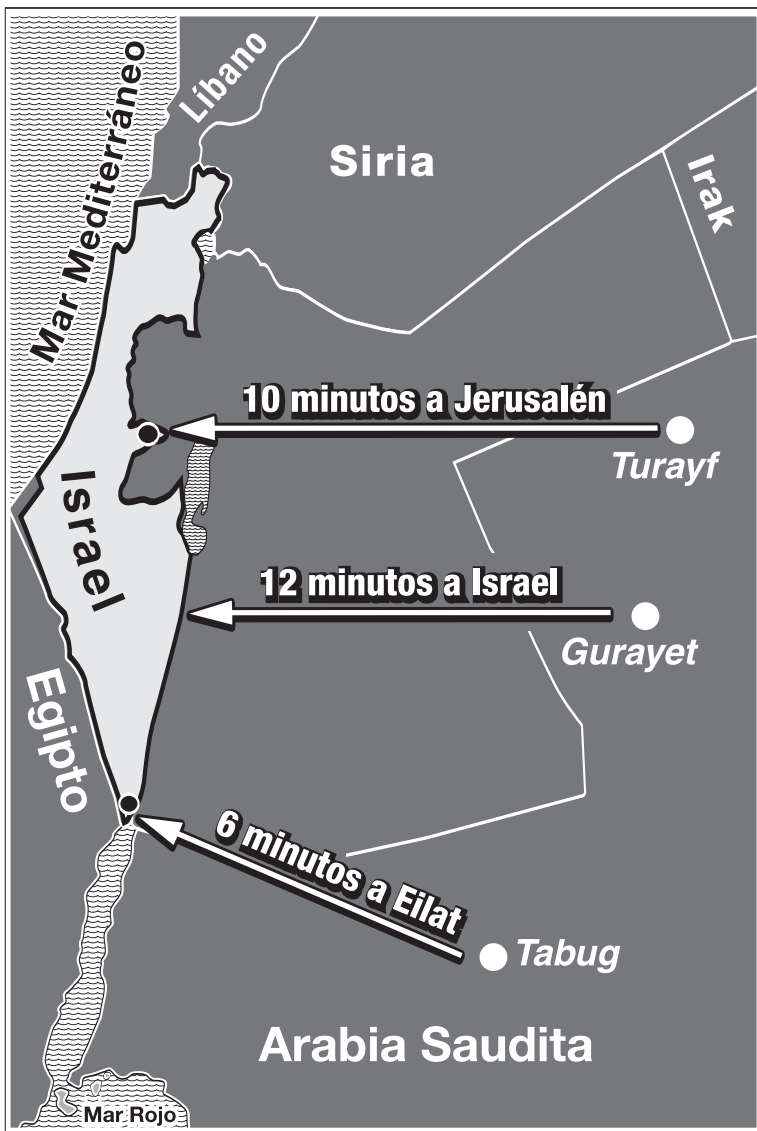 Líbano
Mar Mediterráneo
Siria
Irak
10 minutos a Jerusalén
Turayf
Israel
12 minutos a Israel
Gurayet
Egipto
6 minutos a Eilat
Tabug
Arabia Saudita
Mar Rojo